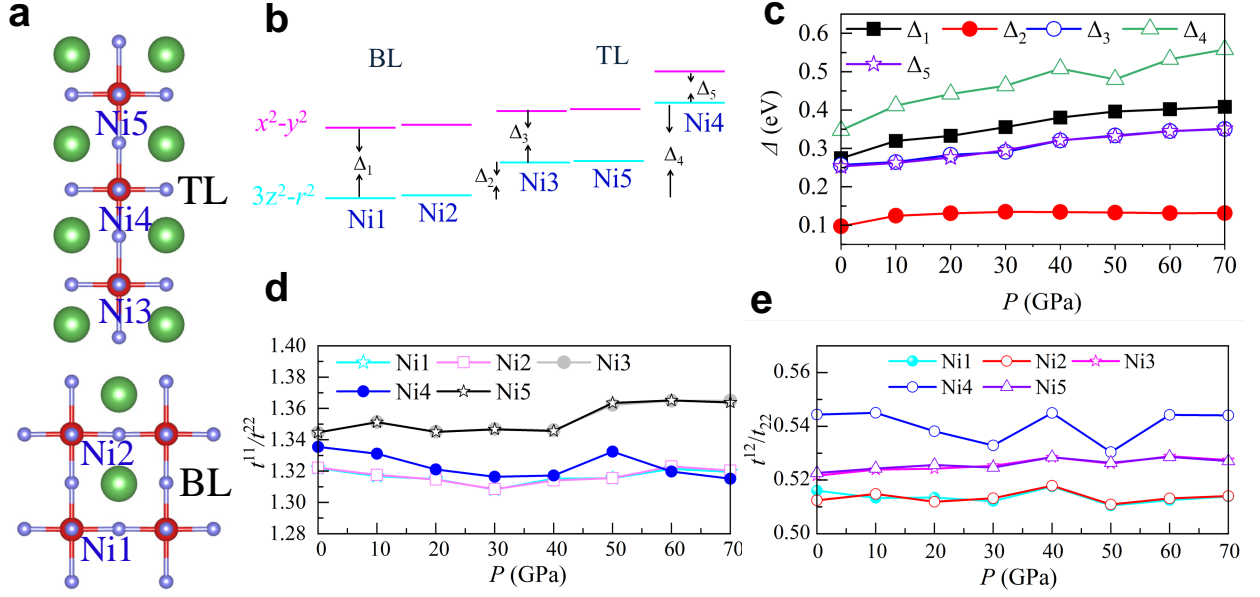 a
Ni5
TL
Ni4
Ni3
Ni2
BL
Ni1
b
BL
TL
x²-y²
3z²-r²
Δ₁
Δ₂
Δ₃
Δ₄
Δ₅
Ni1
Ni2
Ni3
Ni5
Ni4
c
Δ₁ Δ₂ Δ₃ Δ₄
Δ₅
Δ (eV)
0.6
0.5
0.4
0.3
0.2
0.1
0 10 20 30 40 50 60 70
P (GPa)
d
Ni1 Ni2 Ni3
Ni4 Ni5
t¹¹/t²²
1.40
1.38
1.36
1.34
1.32
1.30
1.28
0 10 20 30 40 50 60 70
P (GPa)
e
Ni1 Ni2 Ni3
Ni4 Ni5
t¹²/t₂₂
0.56
0.54
0.52
0.50
0 10 20 30 40 50 60 70
P (GPa)